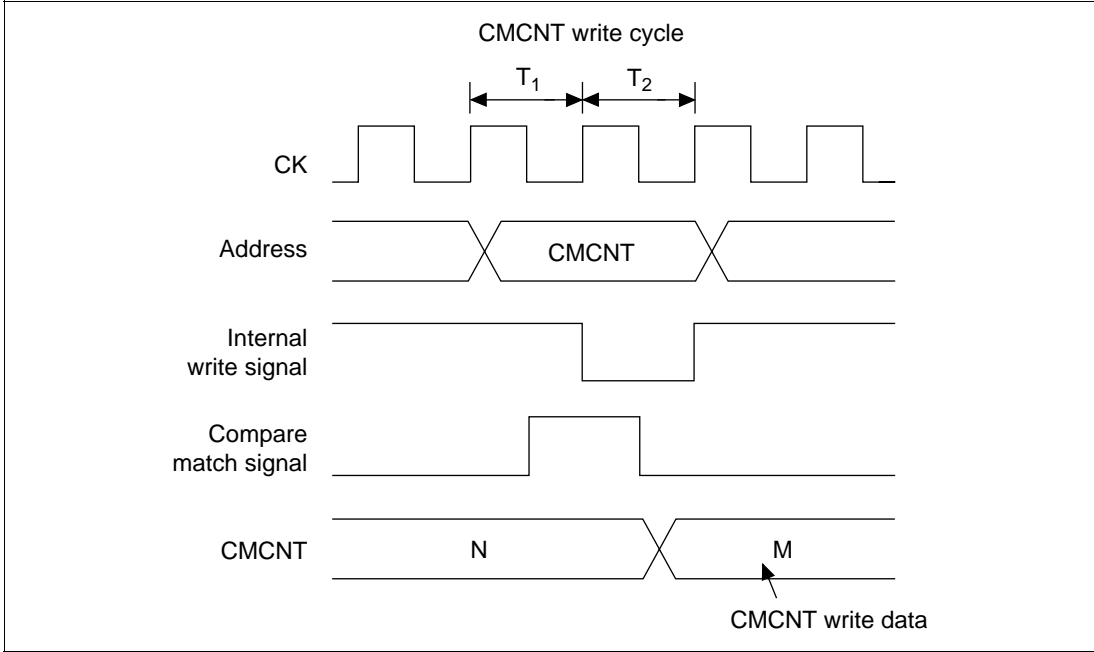 CMCNT write cycle
T1 T2
CK
Address
CMCNT
Internal
write signal
Compare
match signal
CMCNT
N
M
CMCNT write data